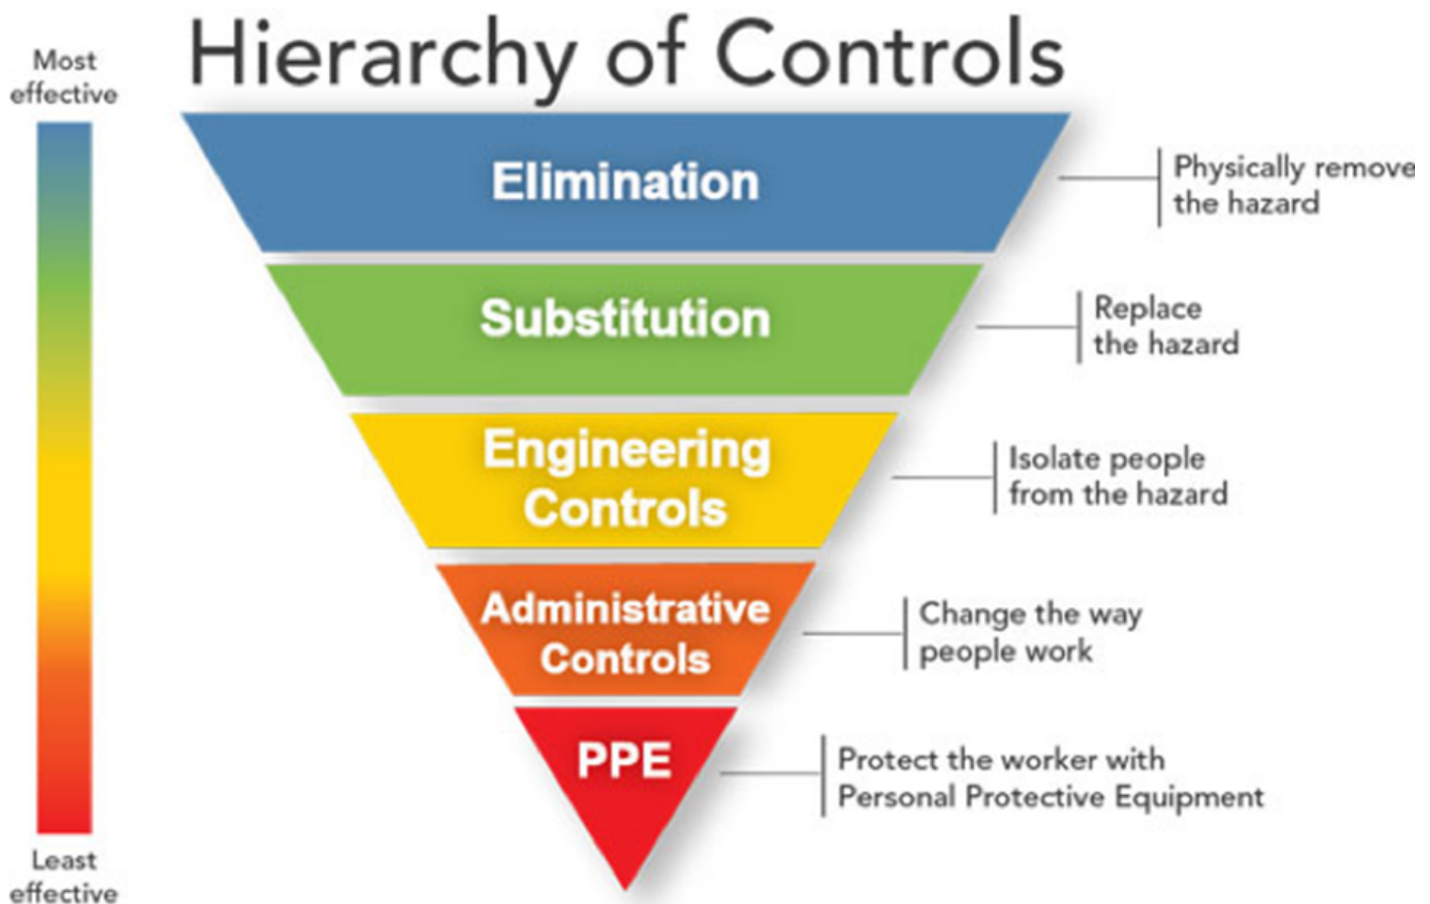 Hierarchy of Controls
Most
effective
Elimination
Physically remove
the hazard
Substitution
Replace
the hazard
Engineering
Controls
Isolate people
from the hazard
Administrative
Controls
Change the way
people work
PPE
Protect the worker with
Personal Protective Equipment
Least
effective